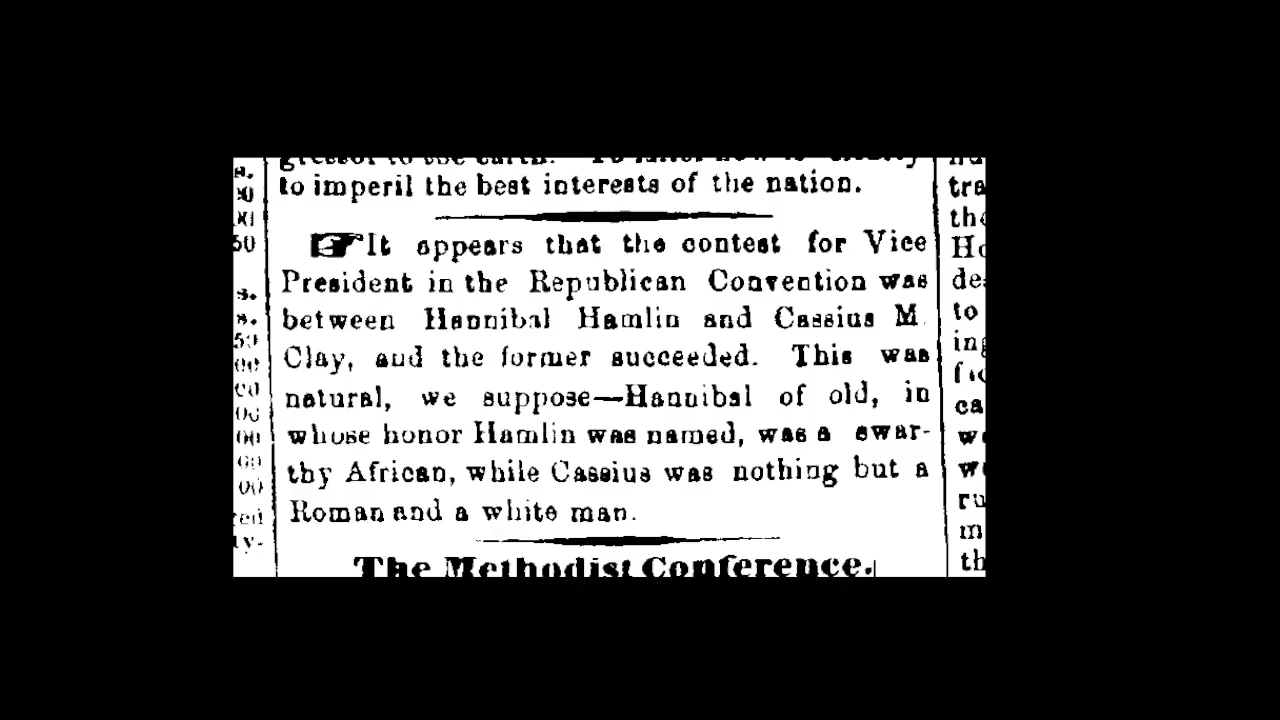 to imperil the best interests of the nation.
☞It appears that the contest for Vice
President in the Republican Convention was
between Hannibal Hamlin and Cassius M.
Clay, and the former succeeded. This was
natural, we suppose—Hannibal of old, in
whose honor Hamlin was named, was a swar-
thy African, while Cassius was nothing but a
Roman and a white man.
The Methodist Conference.